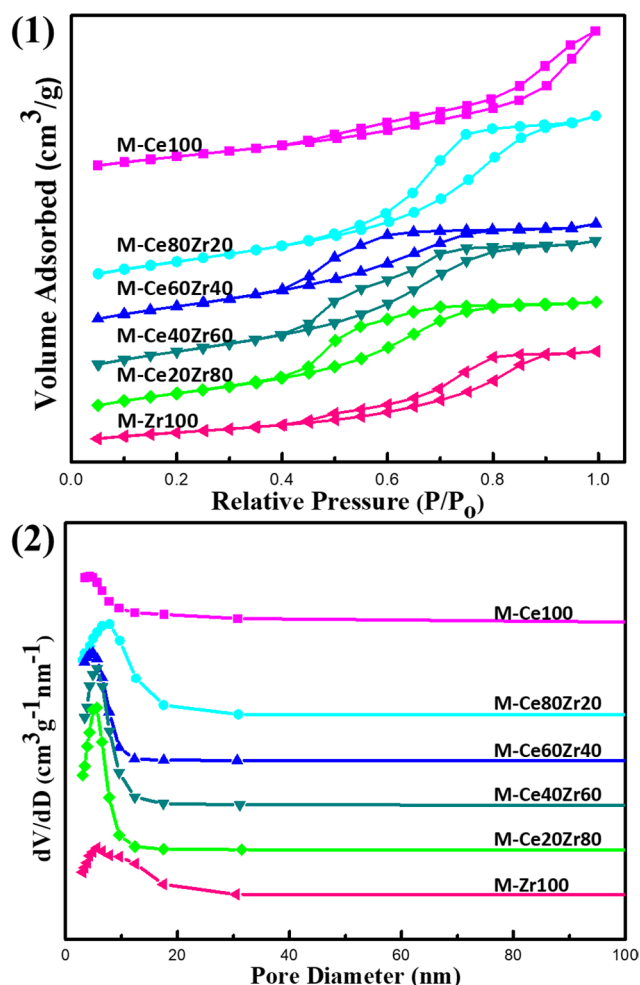 (1)
Volume Adsorbed (cm³/g)
M-Ce100
M-Ce80Zr20
M-Ce60Zr40
M-Ce40Zr60
M-Ce20Zr80
M-Zr100
0.0 0.2 0.4 0.6 0.8 1.0
Relative Pressure (P/P₀)
(2)
dV/dD (cm³g⁻¹nm⁻¹)
M-Ce100
M-Ce80Zr20
M-Ce60Zr40
M-Ce40Zr60
M-Ce20Zr80
M-Zr100
0 20 40 60 80 100
Pore Diameter (nm)